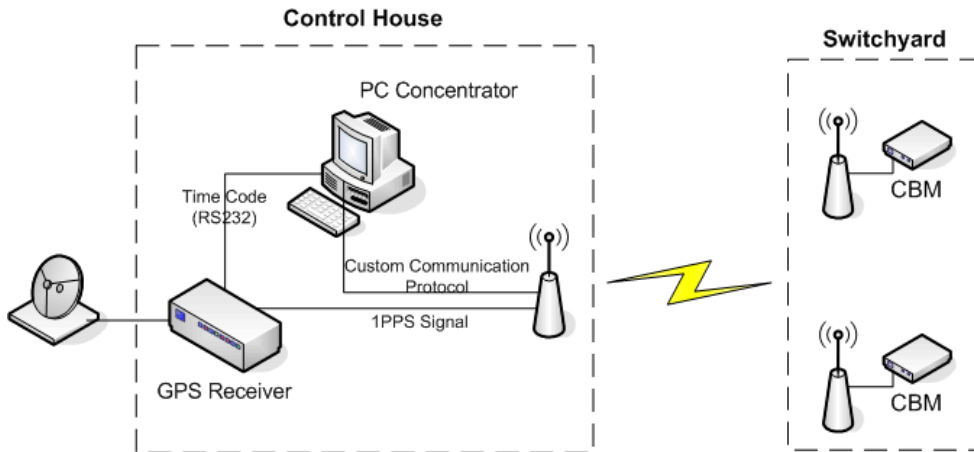 Control House
Switchyard
PC Concentrator
Time Code
(RS232)
CBM
Custom Communication
Protocol
1PPS Signal
GPS Receiver
CBM